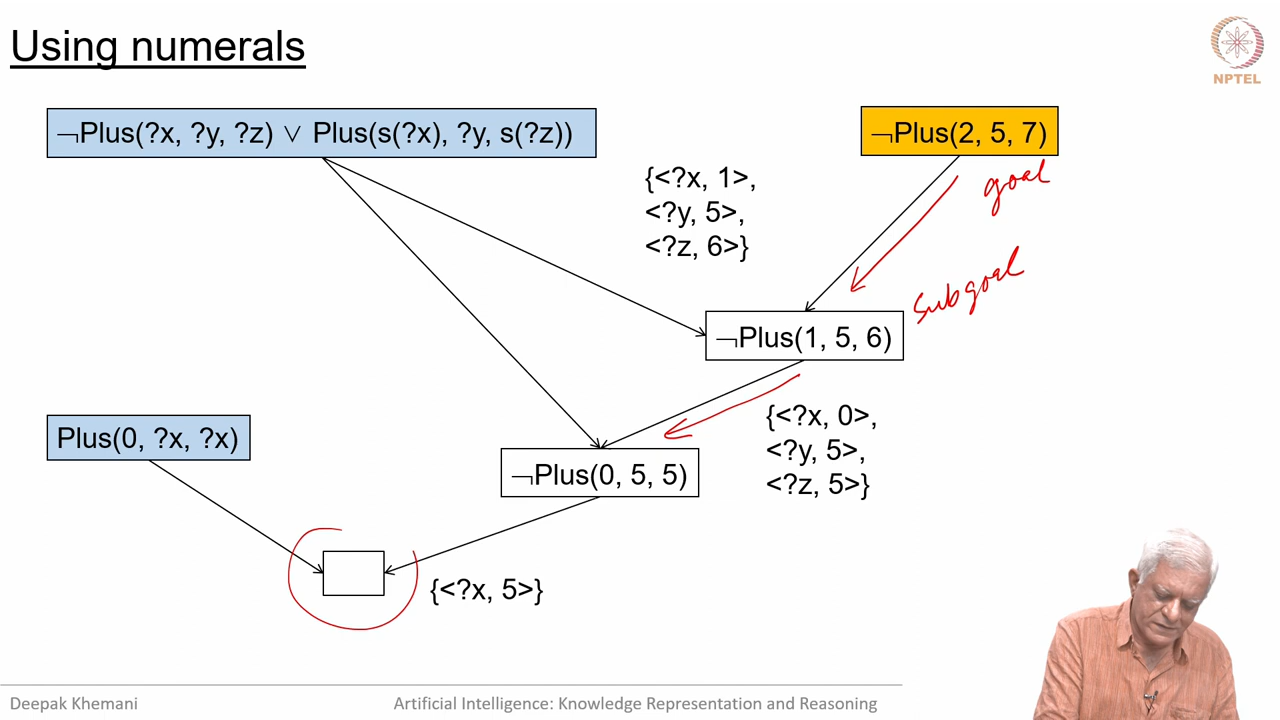 Using numerals
NPTEL
¬Plus(?x, ?y, ?z) ∨ Plus(s(?x), ?y, s(?z))
¬Plus(2, 5, 7)
{<?x, 1>,
<?y, 5>,
<?z, 6>}
goal
subgoal
¬Plus(1, 5, 6)
{<?x, 0>,
<?y, 5>,
<?z, 5>}
Plus(0, ?x, ?x)
¬Plus(0, 5, 5)
{<?x, 5>}
Deepak Khemani
Artificial Intelligence: Knowledge Representation and Reasoning